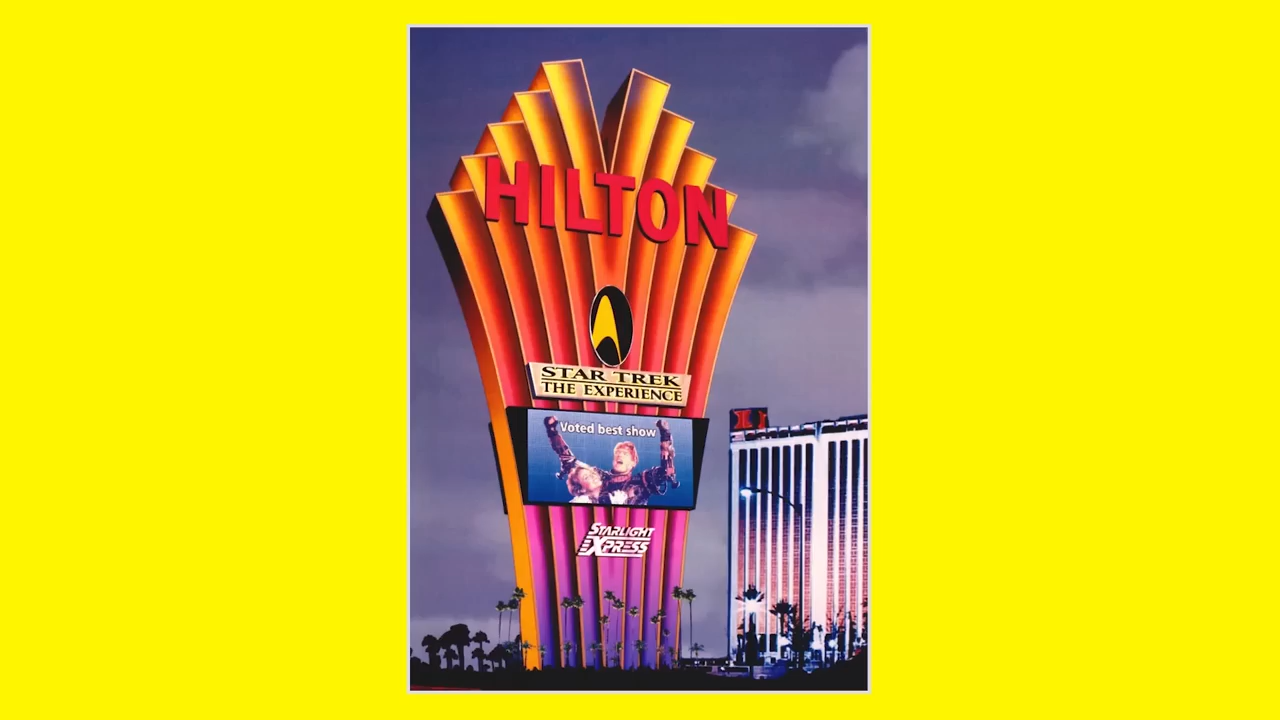 HILTON
STAR TREK
THE EXPERIENCE
Voted best show
STARLIGHT
EXPRESS